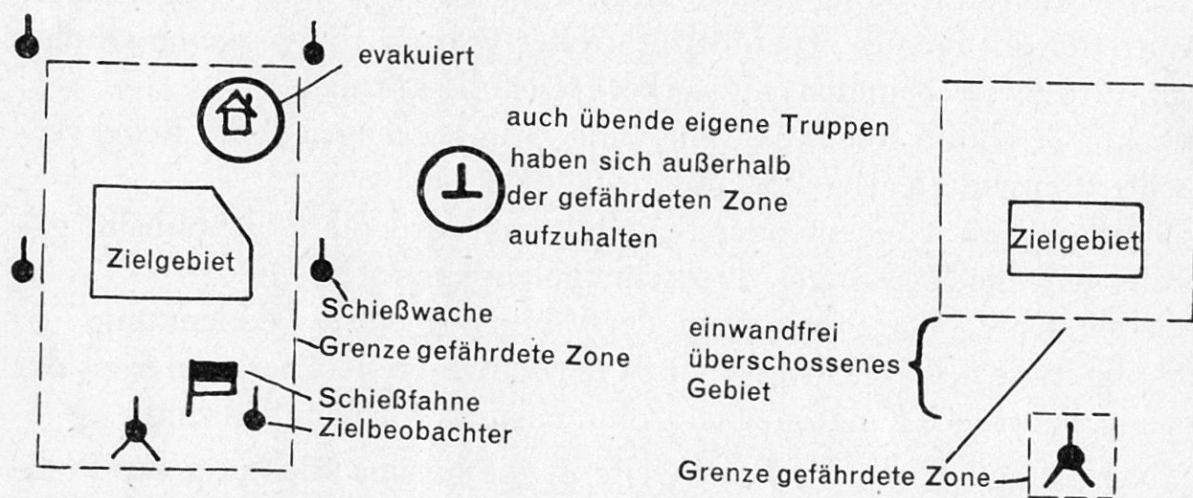 evakuiert
auch übende eigene Truppen
haben sich außerhalb
der gefährdeten Zone
aufzuhalten
Zielgebiet
Schießwache
Grenze gefährdete Zone
Schießfahne
Zielbeobachter
Zielgebiet
einwandfrei
überschossenes
Gebiet
Grenze gefährdete Zone